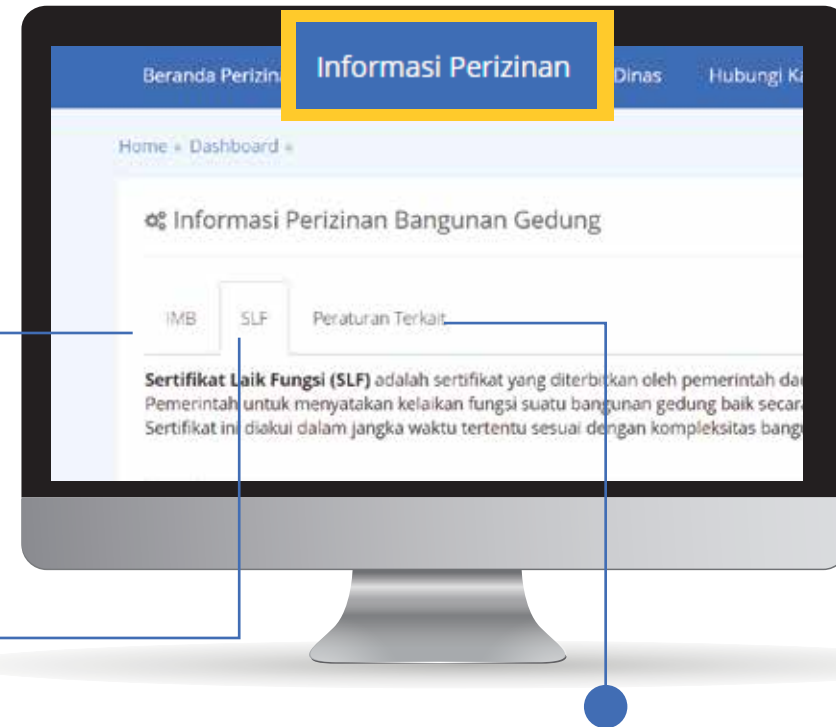 Beranda Perizin
Informasi Perizinan
Dinas
Hubungi Ka
Home » Dashboard »
Informasi Perizinan Bangunan Gedung
IMB
SLF
Peraturan Terkait
Sertifikat Laik Fungsi (SLF) adalah sertifikat yang diterbitkan oleh pemerintah da
Pemerintah untuk menyatakan kelaikan fungsi suatu bangunan gedung baik secar
Sertifikat ini diakui dalam jangka waktu tertentu sesuai dengan kompleksitas bang